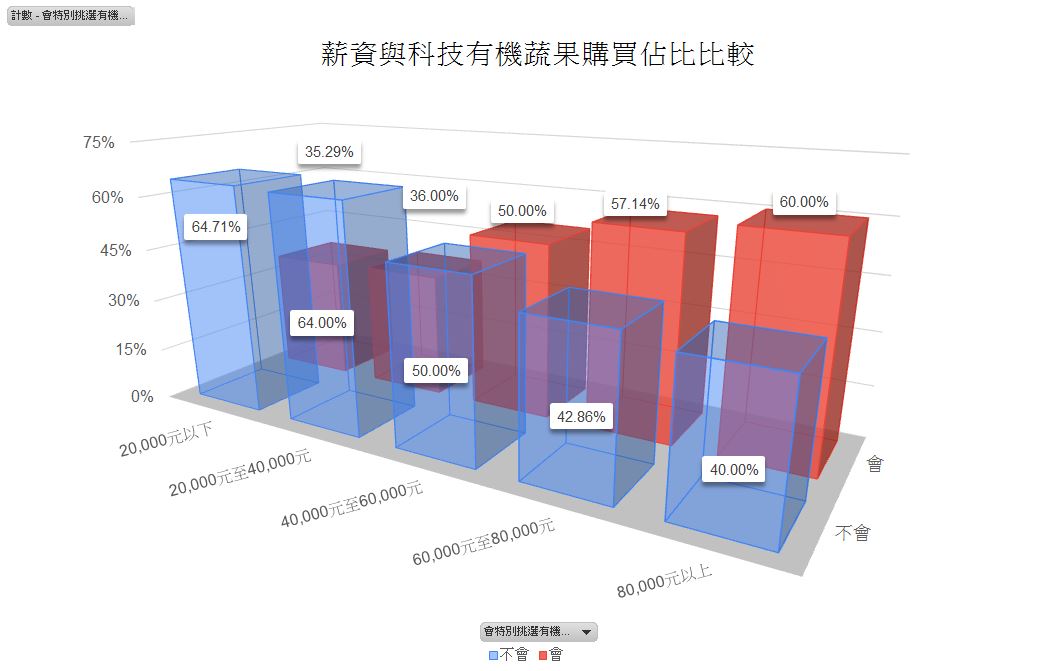 計數 - 會特別挑選有機...
薪資與科技有機蔬果購買佔比比較
75%
60%
45%
30%
15%
0%
35.29%
36.00%
50.00%
57.14%
60.00%
64.71%
64.00%
50.00%
42.86%
40.00%
20,000元以下
20,000元至40,000元
40,000元至60,000元
60,000元至80,000元
80,000元以上
會
不會
會特別挑選有機...
不會 會